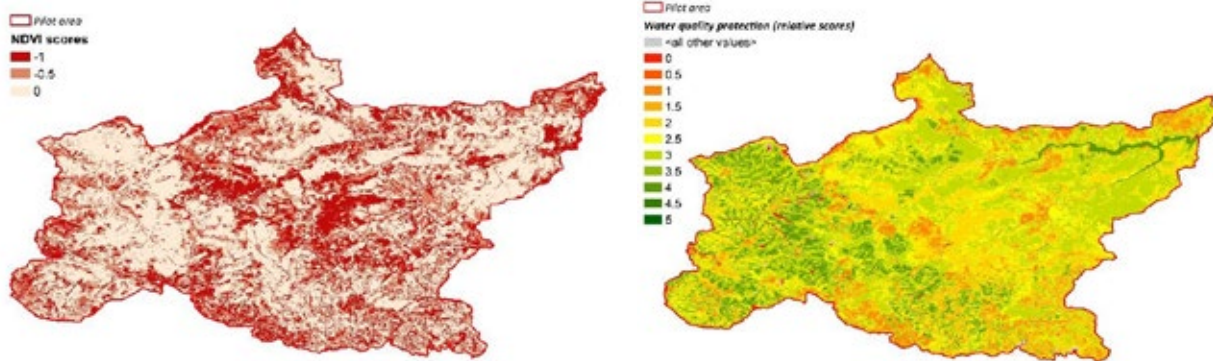 Pilot area
NDVI scores
-1
-0.5
0
Pilot area
Water quality protection (relative scores)
<all other values>
0
0.5
1
1.5
2
2.5
3
3.5
4
4.5
5